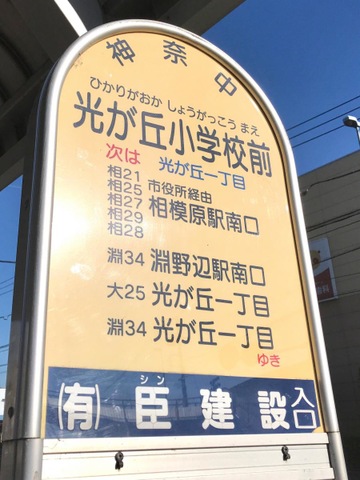 神奈中
ひかりがおか しょうがっこう まえ
光が丘小学校前
次は 光が丘一丁目
相21
相25 市役所経由
相27 相模原駅南口
相29
相28
淵34 淵野辺駅南口
大25 光が丘一丁目
淵34 光が丘一丁目
ゆき
シン
(有) 臣建設 入口